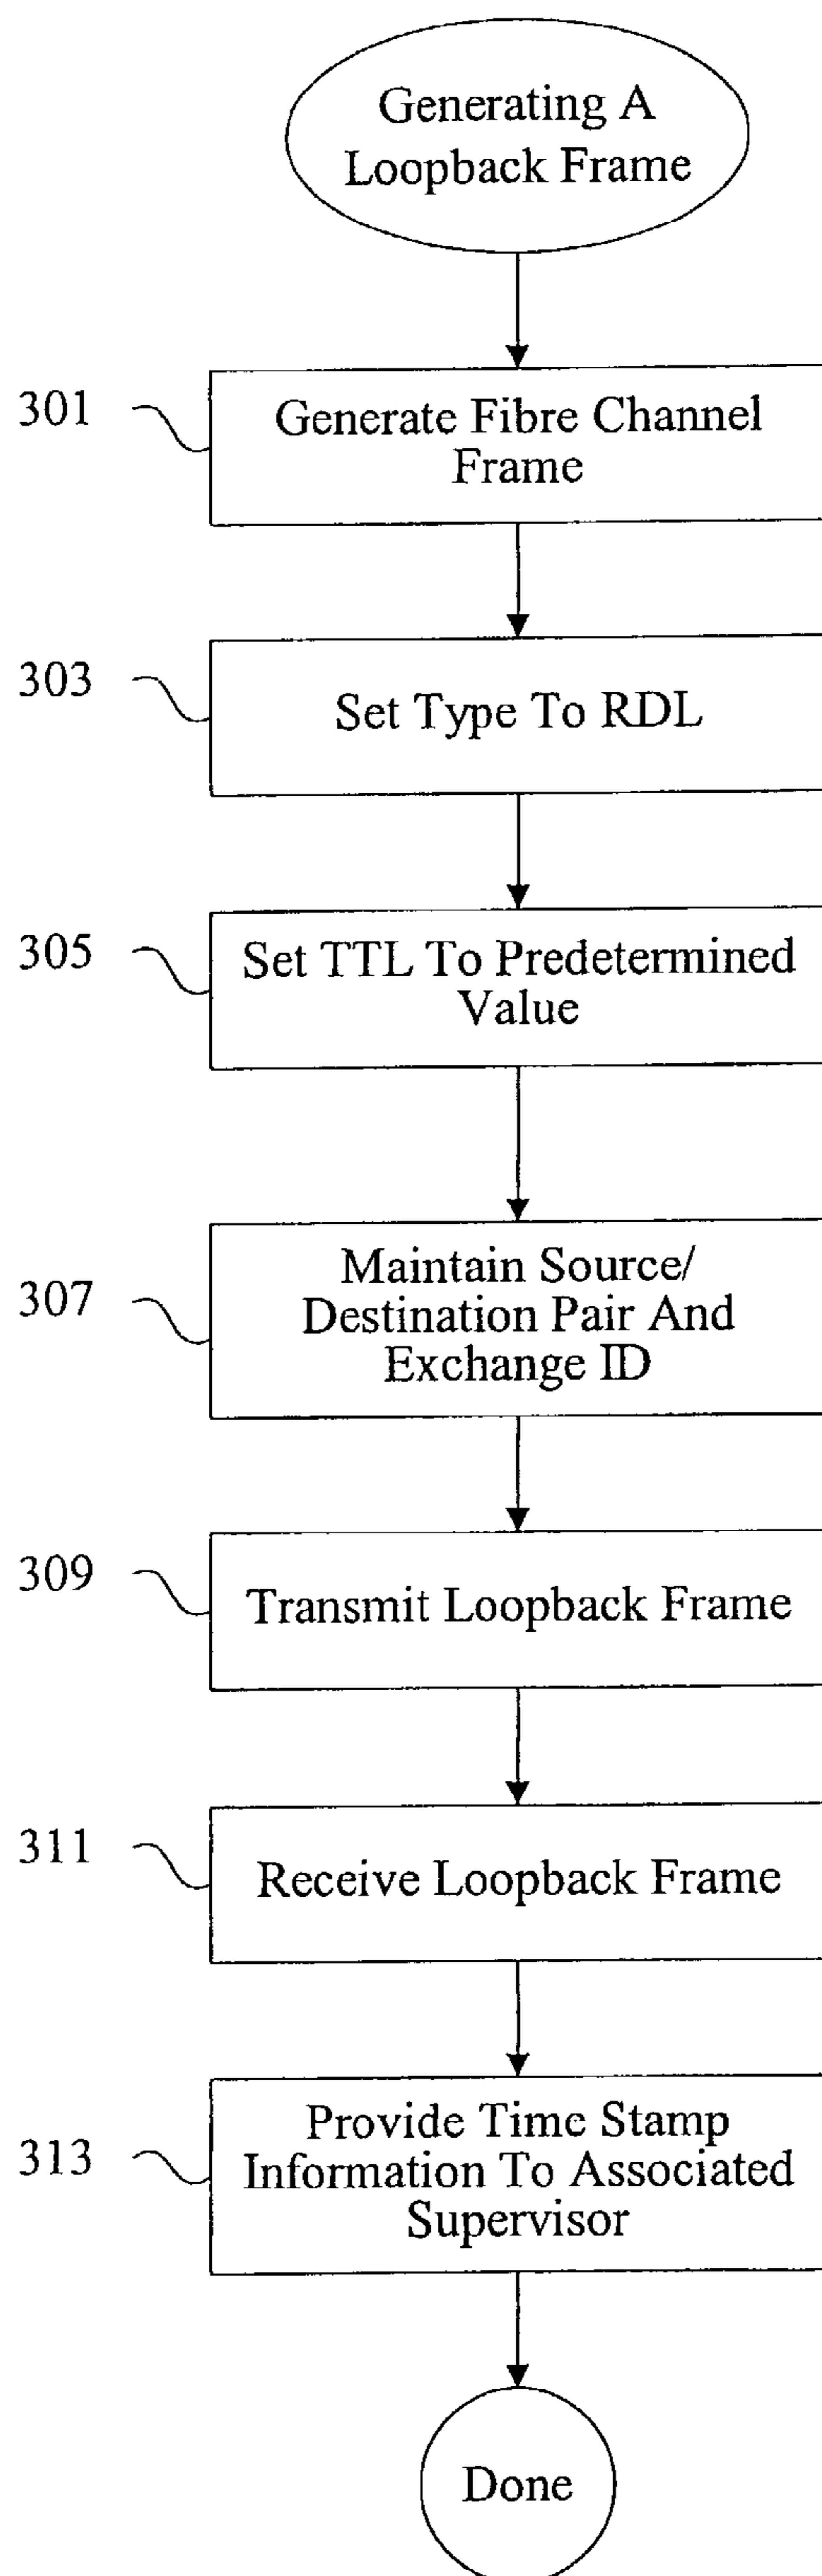 Generating A
Loopback Frame
301
Generate Fibre Channel
Frame
303
Set Type To RDL
305
Set TTL To Predetermined
Value
307
Maintain Source/
Destination Pair And
Exchange ID
309
Transmit Loopback Frame
311
Receive Loopback Frame
313
Provide Time Stamp
Information To Associated
Supervisor
Done